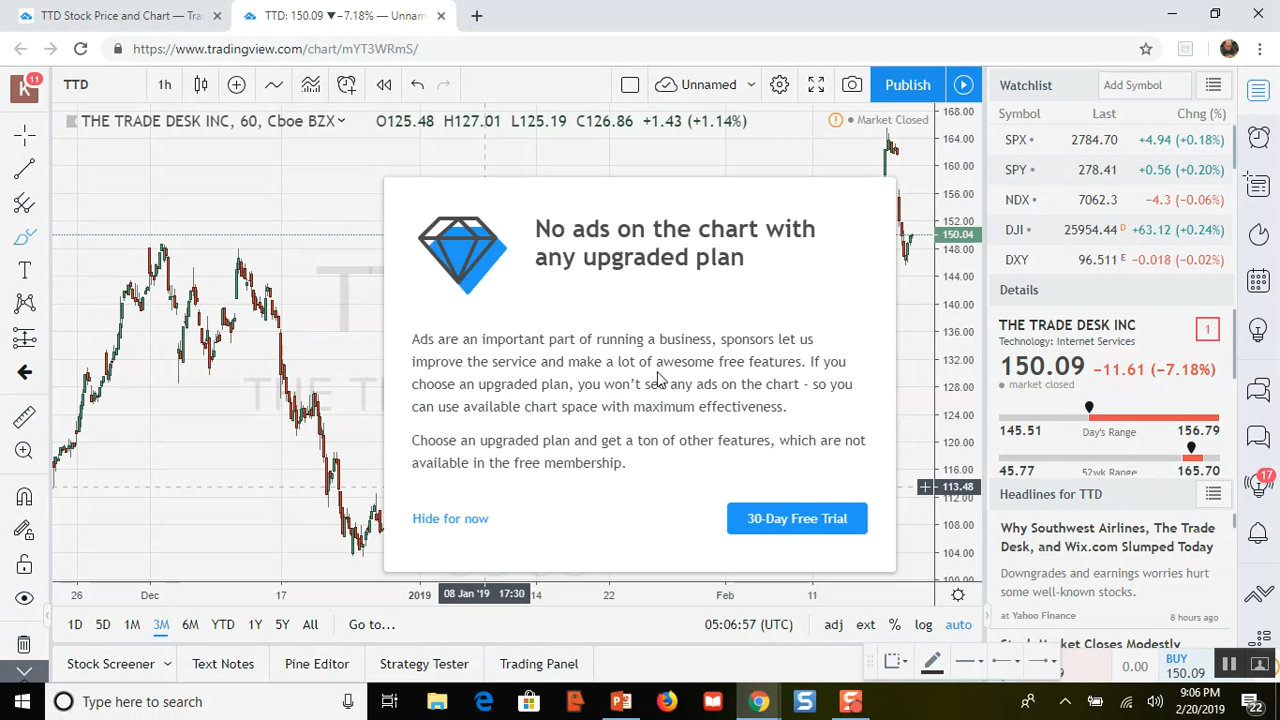 TTD Stock Price and Chart — Tra
TTD: 150.09 ▼−7.18% — Unnam
https://www.tradingview.com/chart/mYT3WRmS/
K 11
TTD
1h
Unnamed
Publish
THE TRADE DESK INC, 60, Cboe BZX
O125.48 H127.01 L125.19 C126.86 +1.43 (+1.14%)
Market Closed
168.00
164.00
160.00
156.00
152.00
150.04
148.00
144.00
140.00
136.00
132.00
128.00
124.00
120.00
116.00
113.48
112.00
108.00
104.00
100.00
No ads on the chart with
any upgraded plan
Ads are an important part of running a business, sponsors let us
improve the service and make a lot of awesome free features. If you
choose an upgraded plan, you won’t see any ads on the chart - so you
can use available chart space with maximum effectiveness.
Choose an upgraded plan and get a ton of other features, which are not
available in the free membership.
Hide for now
30-Day Free Trial
26 Dec 17 2019 08 Jan '19 17:30 14 22 Feb 11
1D 5D 1M 3M 6M YTD 1Y 5Y All Go to...
05:06:57 (UTC) adj ext % log auto
Stock Screener Text Notes Pine Editor Strategy Tester Trading Panel
Watchlist
Add Symbol
Symbol Last Chng (%)
SPX 2784.70 +4.94 (+0.18%)
SPY 278.41 +0.56 (+0.20%)
NDX 7062.3 −4.3 (−0.06%)
DJI 25954.44 D +63.12 (+0.24%)
DXY 96.511 E −0.018 (−0.02%)
Details
THE TRADE DESK INC
1
Technology: Internet Services
150.09 −11.61 (−7.18%)
market closed
145.51 Day's Range 156.79
45.77 52wk Range 165.70
Headlines for TTD
Why Southwest Airlines, The Trade
Desk, and Wix.com Slumped Today
Downgrades and earnings worries hurt
some well-known stocks.
at Yahoo Finance 8 hours ago
Stock Market Closes Modestly
0.00
BUY
150.09
17
Type here to search
9:06 PM
2/20/2019
22